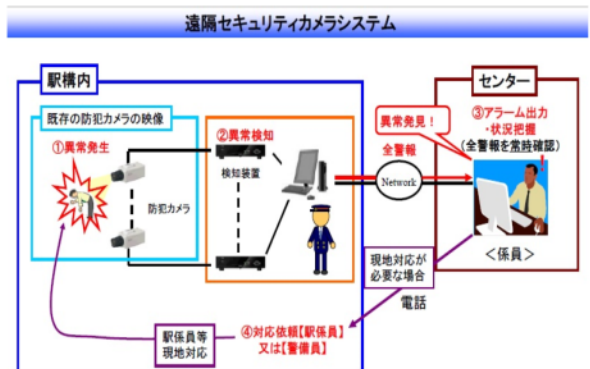 遠隔セキュリティカメラシステム
駅構内
センター
既存の防犯カメラの映像
①異常発生
防犯カメラ
②異常検知
検知装置
異常発見！
全警報
Network
③アラーム出力
・状況把握
(全警報を常時確認)
！
＜係員＞
現地対応が
必要な場合
電話
④対応依頼【駅係員】
又は【警備員】
駅係員等
現地対応